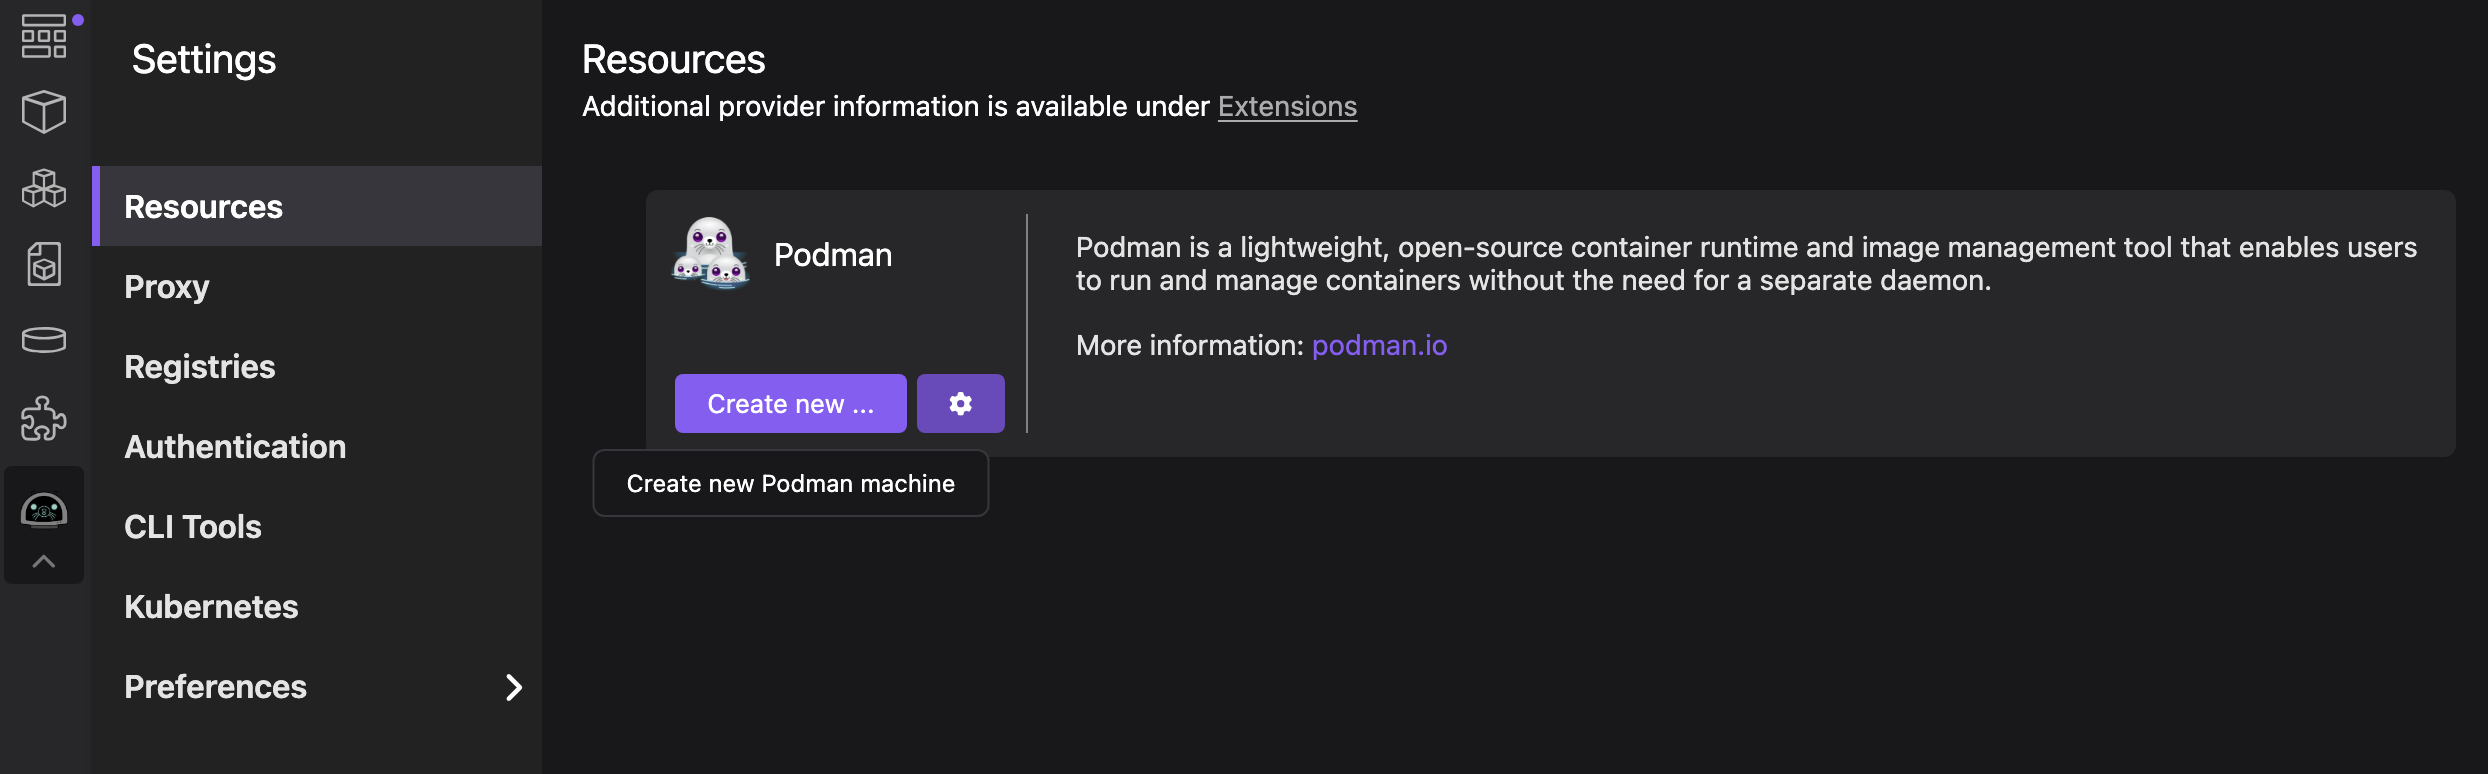 Settings
Resources
Proxy
Registries
Authentication
CLI Tools
Kubernetes
Preferences
Resources
Additional provider information is available under Extensions
Podman
Create new ...
Create new Podman machine
Podman is a lightweight, open-source container runtime and image management tool that enables users
to run and manage containers without the need for a separate daemon.
More information: podman.io